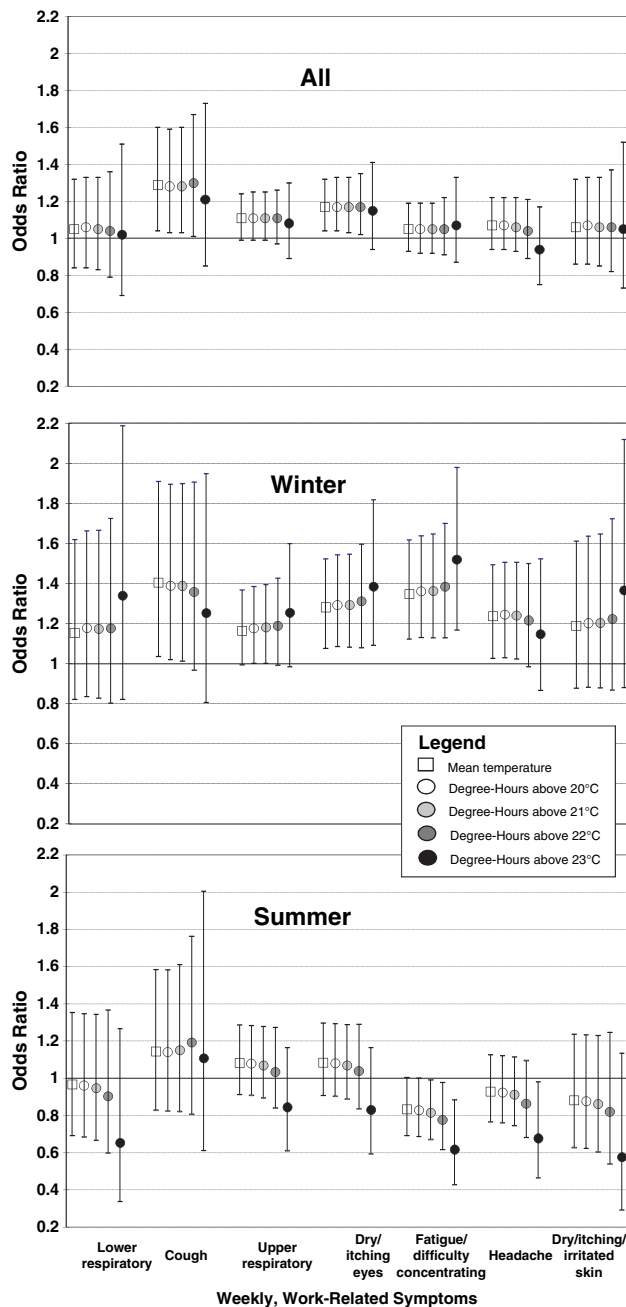 2.2
2
1.8
1.6
1.4
1.2
1
0.8
0.6
0.4
0.2
Odds Ratio
All
2.2
2
1.8
1.6
1.4
1.2
1
0.8
0.6
0.4
0.2
Odds Ratio
Winter
Legend
Mean temperature
Degree-Hours above 20°C
Degree-Hours above 21°C
Degree-Hours above 22°C
Degree-Hours above 23°C
2.2
2
1.8
1.6
1.4
1.2
1
0.8
0.6
0.4
0.2
Odds Ratio
Summer
Lower
respiratory
Cough
Upper
respiratory
Dry/
itching
eyes
Fatigue/
difficulty
concentrating
Headache
Dry/itching/
irritated
skin
Weekly, Work-Related Symptoms